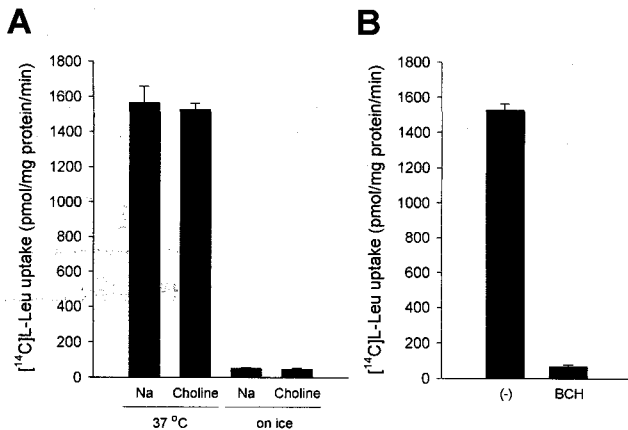 A
[¹⁴C]L-Leu uptake (pmol/mg protein/min)
1800
1600
1400
1200
1000
800
600
400
200
0
Na Choline Na Choline
37 °C on ice
B
[¹⁴C]L-Leu uptake (pmol/mg protein/min)
1800
1600
1400
1200
1000
800
600
400
200
0
(-) BCH